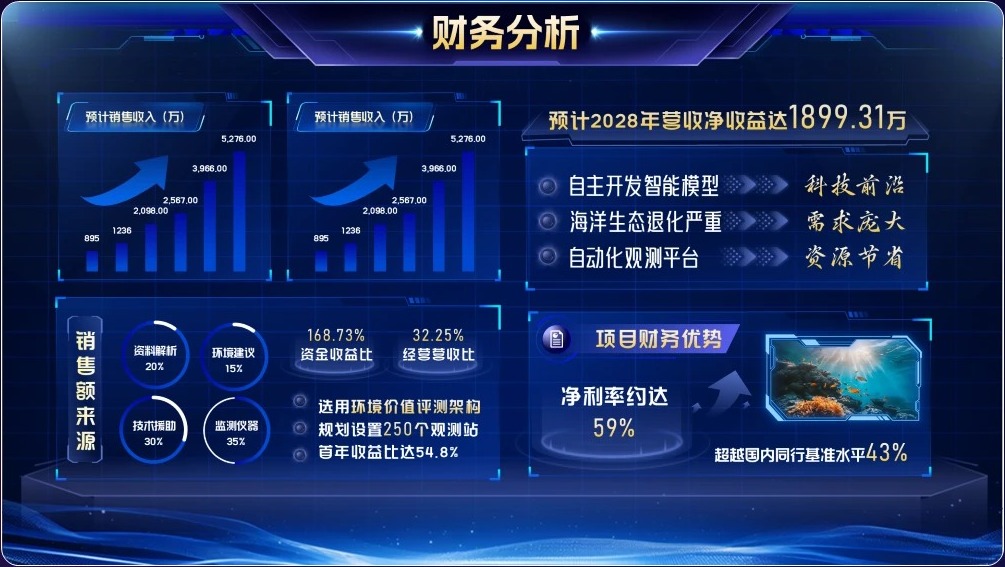 财务分析
预计销售收入（万）
5,276.00
3,966.00
2,567.00
2,098.00
1236
895
预计销售收入（万）
5,276.00
3,966.00
2,567.00
2,098.00
1236
895
预计2028年营收净收益达1899.31万
自主开发智能模型 科技前沿
海洋生态退化严重 需求庞大
自动化观测平台 资源节省
销售额来源
资料解析
20%
环境建议
15%
技术援助
30%
监测仪器
35%
168.73%
资金收益比
32.25%
经营营收比
选用环境价值评测架构
规划设置250个观测站
首年收益比达54.8%
项目财务优势
净利率约达
59%
超越国内同行基准水平43%